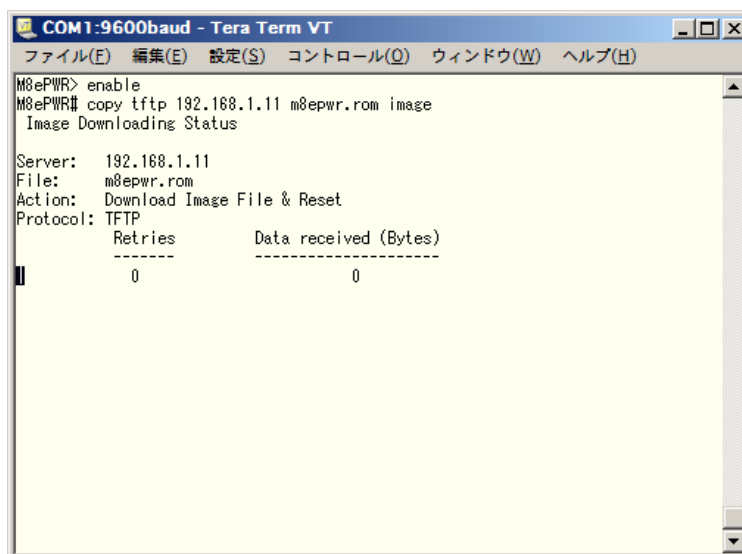 COM1:9600baud - Tera Term VT
ファイル(F) 編集(E) 設定(S) コントロール(O) ウィンドウ(W) ヘルプ(H)
M8ePWR> enable
M8ePWR# copy tftp 192.168.1.11 m8epwr.rom image
Image Downloading Status
Server: 192.168.1.11
File: m8epwr.rom
Action: Download Image File & Reset
Protocol: TFTP
Retries Data received (Bytes)
------- ---------------------
0 0